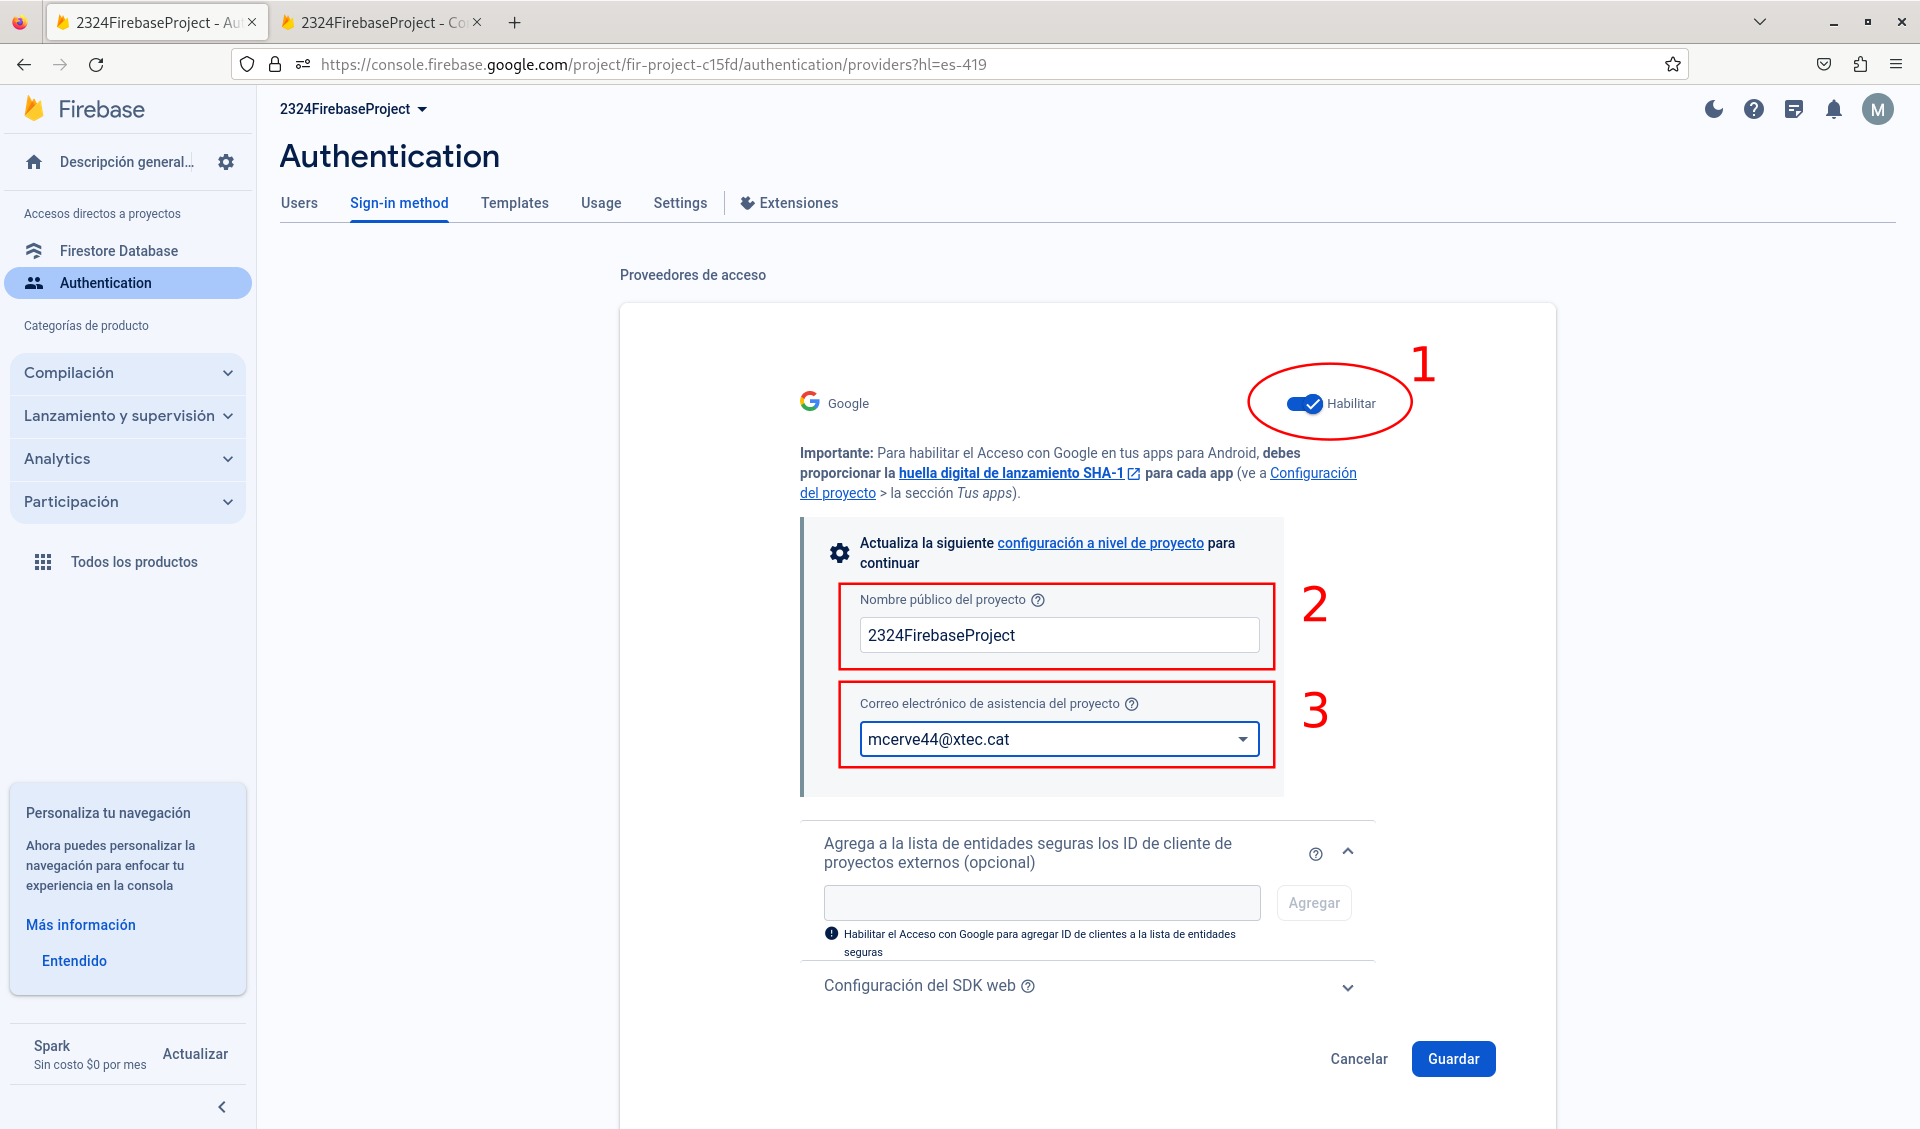 2324FirebaseProject - Au
2324FirebaseProject - Co
https://console.firebase.google.com/project/fir-project-c15fd/authentication/providers?hl=es-419
Firebase
Descripción general...
Accesos directos a proyectos
Firestore Database
Authentication
Categorías de producto
Compilación
Lanzamiento y supervisión
Analytics
Participación
Todos los productos
Personaliza tu navegación
Ahora puedes personalizar la
navegación para enfocar tu
experiencia en la consola
Más información
Entendido
Spark
Sin costo $0 por mes
Actualizar
2324FirebaseProject
M
Authentication
Users
Sign-in method
Templates
Usage
Settings
Extensiones
Proveedores de acceso
Google
Habilitar
1
Importante: Para habilitar el Acceso con Google en tus apps para Android, debes
proporcionar la huella digital de lanzamiento SHA-1 para cada app (ve a Configuración
del proyecto > la sección Tus apps).
Actualiza la siguiente configuración a nivel de proyecto para
continuar
Nombre público del proyecto
2324FirebaseProject
2
Correo electrónico de asistencia del proyecto
mcerve44@xtec.cat
3
Agrega a la lista de entidades seguras los ID de cliente de
proyectos externos (opcional)
Agregar
Habilitar el Acceso con Google para agregar ID de clientes a la lista de entidades
seguras
Configuración del SDK web
Cancelar
Guardar